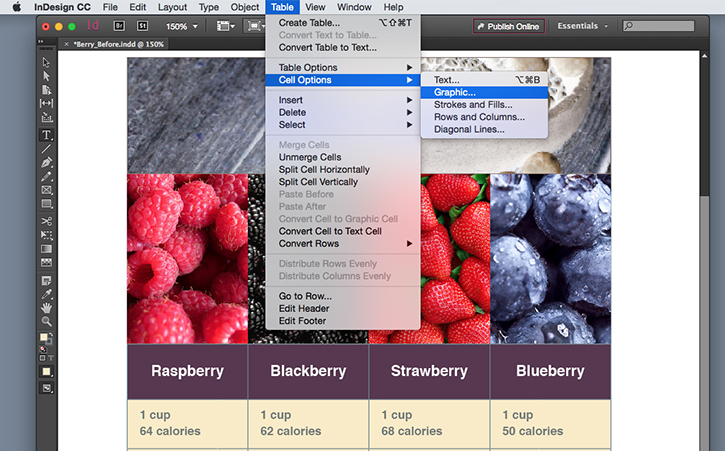 InDesign CC File Edit Layout Type Object Table View Window Help
Id Br St 150% Publish Online Essentials
× *Berry_Before.indd @ 150%
Create Table... ⌥⇧⌘T
Convert Text to Table...
Convert Table to Text...
Table Options
Cell Options
Insert
Delete
Select
Merge Cells
Unmerge Cells
Split Cell Horizontally
Split Cell Vertically
Paste Before
Paste After
Convert Cell to Graphic Cell
Convert Cell to Text Cell
Convert Rows
Distribute Rows Evenly
Distribute Columns Evenly
Go to Row...
Edit Header
Edit Footer
Text... ⌥⌘B
Graphic...
Strokes and Fills...
Rows and Columns...
Diagonal Lines...
T
Raspberry Blackberry Strawberry Blueberry
1 cup 1 cup 1 cup 1 cup
64 calories 62 calories 68 calories 50 calories